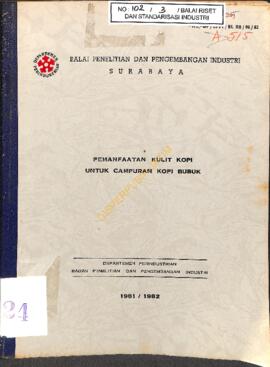 NO: 102 / 3 / BALAI RISET
DAN STANDARISASI INDUSTRI
A-515
BALAI PENELITIAN DAN PENGEMBANGAN INDUSTRI
SURABAYA
PEMANFAATAN KULIT KOPI
UNTUK CAMPURAN KOPI BUBUK
DEPARTEMEN PERINDUSTRIAN
BADAN PENELITIAN DAN PENGEMBANGAN INDUSTRI
1981 / 1982
24